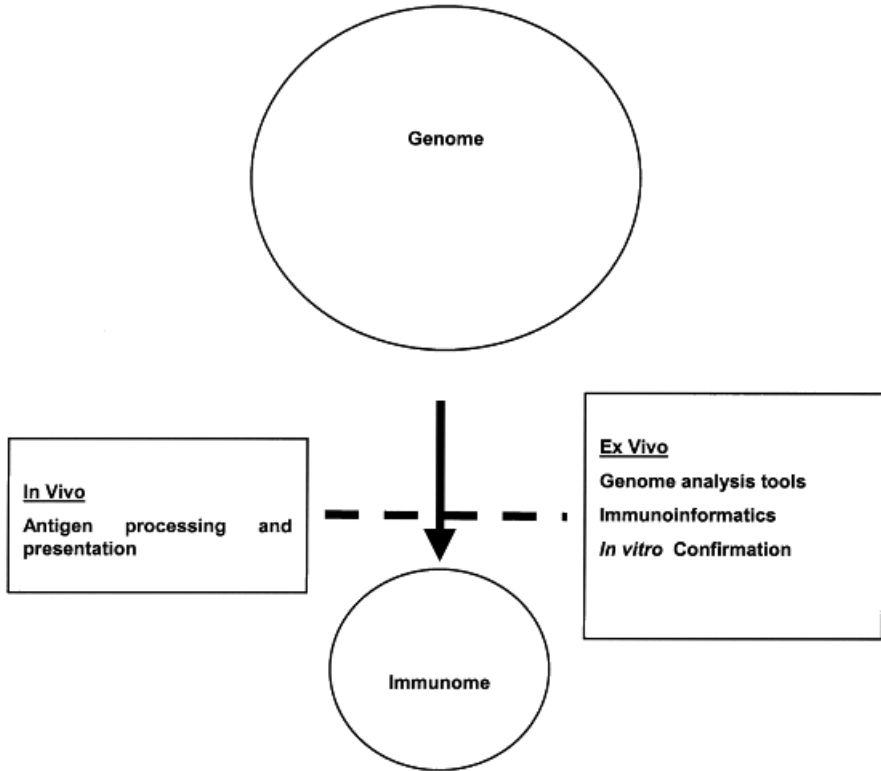 Genome
In Vivo
Antigen processing and
presentation
Ex Vivo
Genome analysis tools
Immunoinformatics
In vitro Confirmation
Immunome